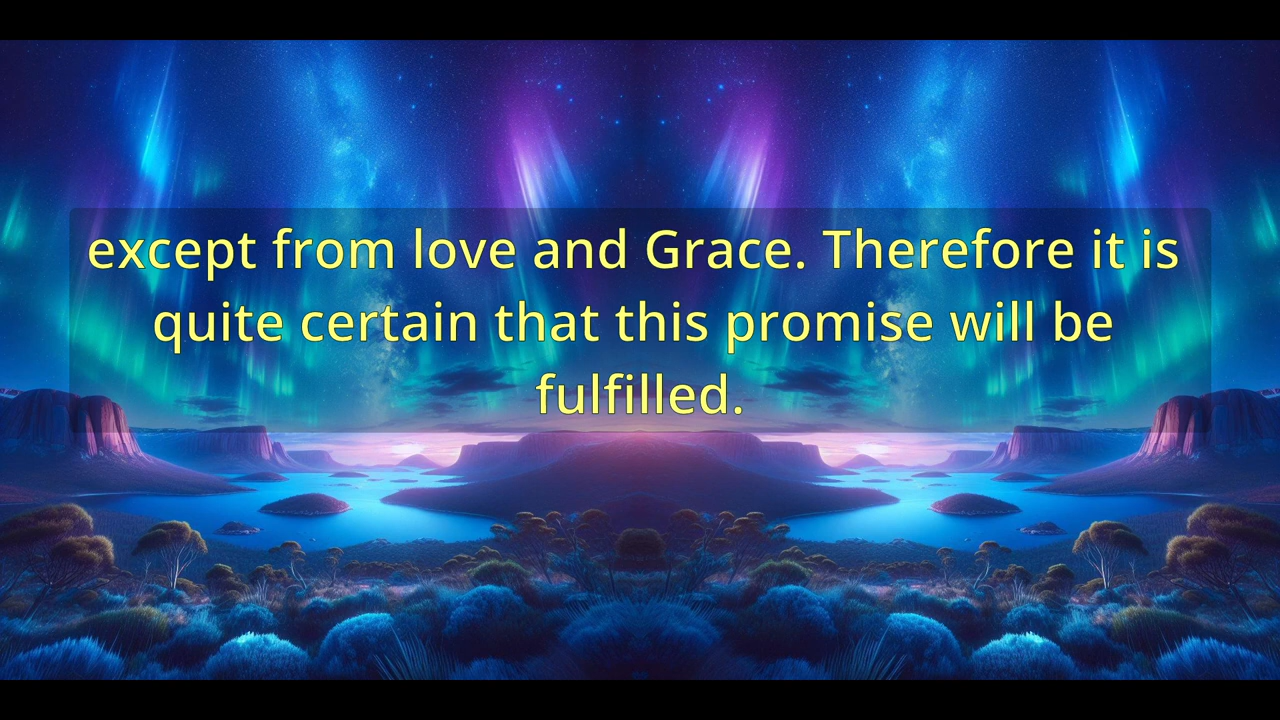 except from love and Grace. Therefore it is
quite certain that this promise will be
fulfilled.